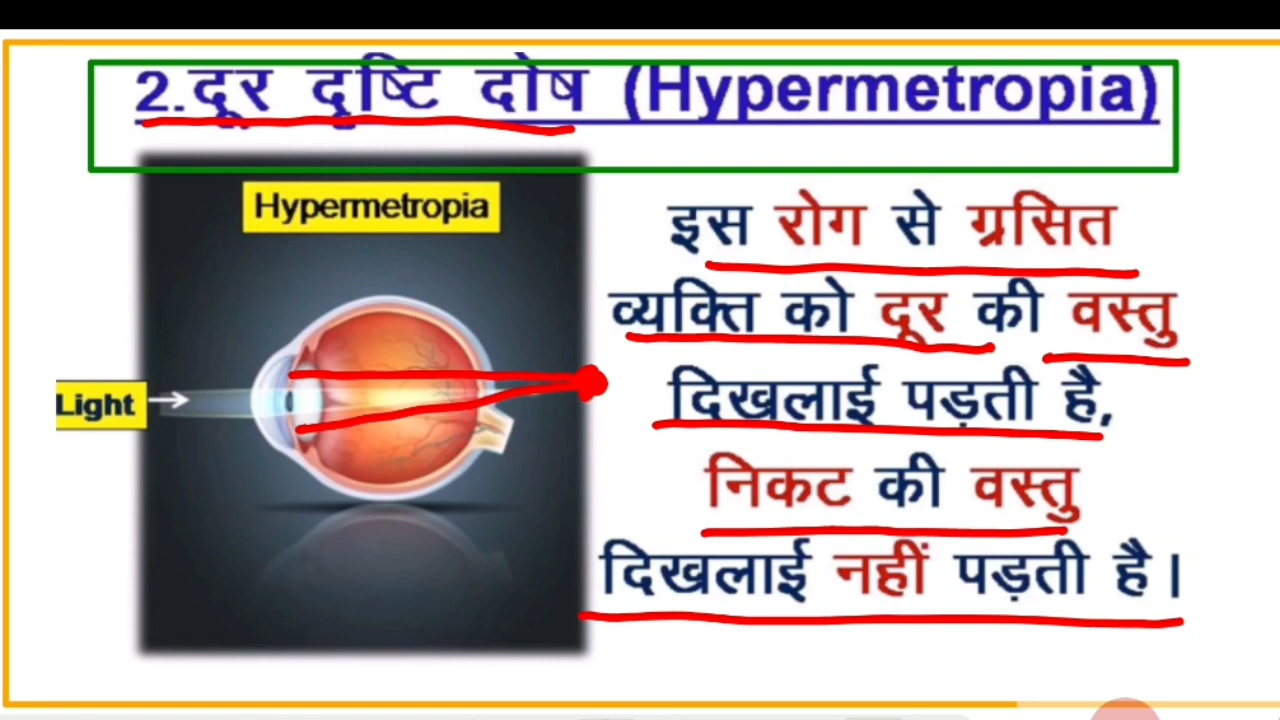 2.दूर दृष्टि दोष (Hypermetropia)
Hypermetropia
Light
इस रोग से ग्रसित
व्यक्ति को दूर की वस्तु
दिखलाई पड़ती है,
निकट की वस्तु
दिखलाई नहीं पड़ती है।